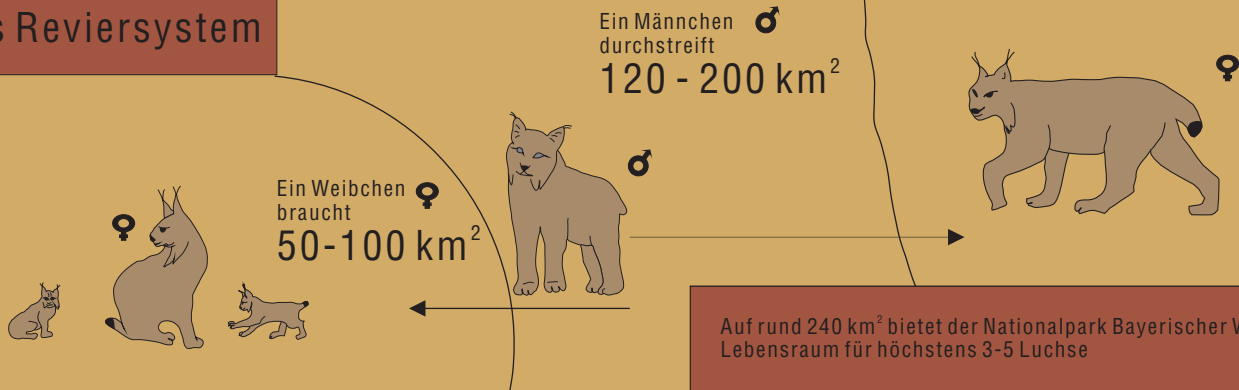 s Reviersystem
Ein Männchen ♂
durchstreift
120 - 200 km²
♀
♂
Ein Weibchen ♀
braucht
50-100 km²
♀
Auf rund 240 km² bietet der Nationalpark Bayerischer W
Lebensraum für höchstens 3-5 Luchse